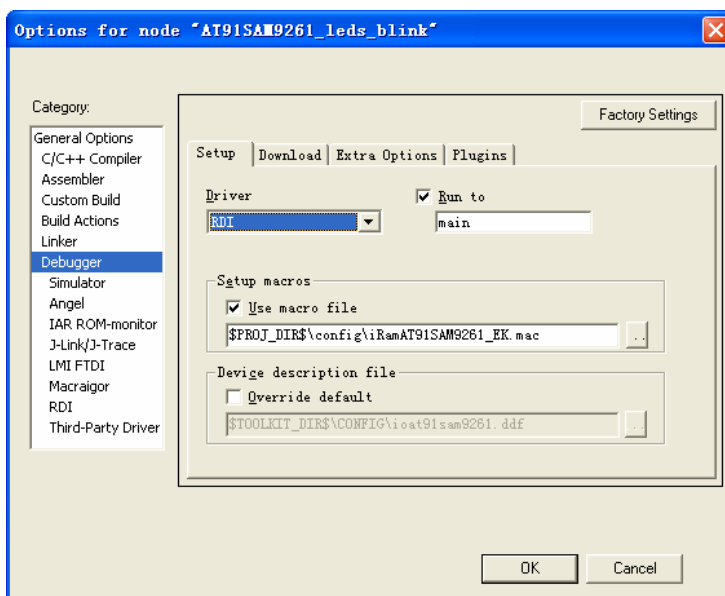 Options for node "AT91SAM9261_leds_blink"
Category:
General Options
C/C++ Compiler
Assembler
Custom Build
Build Actions
Linker
Debugger
Simulator
Angel
IAR ROM-monitor
J-Link/J-Trace
LMI FTDI
Macraigor
RDI
Third-Party Driver
Factory Settings
Setup Download Extra Options Plugins
Driver Run to
RDI main
Setup macros
Use macro file
$PROJ_DIR$\config\iRamAT91SAM9261_EK.mac ..
Device description file
Override default
$TOOLKIT_DIR$\CONFIG\ioat91sam9261.ddf ..
OK Cancel